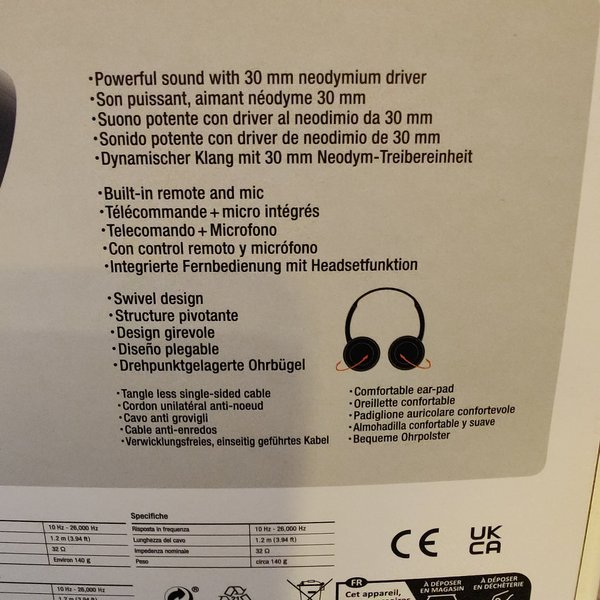 •Powerful sound with 30 mm neodymium driver
•Son puissant, aimant néodyme 30 mm
•Suono potente con driver al neodimio da 30 mm
•Sonido potente con driver de neodimio de 30 mm
•Dynamischer Klang mit 30 mm Neodym-Treibereinheit
•Built-in remote and mic
•Télécommande + micro intégrés
•Telecomando + Microfono
•Con control remoto y micrófono
•Integrierte Fernbedienung mit Headsetfunktion
•Swivel design
•Structure pivotante
•Design girevole
•Diseño plegable
•Drehpunktgelagerte Ohrbügel
•Tangle less single-sided cable
•Cordon unilatéral anti-noeud
•Cavo anti grovigli
•Cable anti-enredos
•Verwicklungsfreies, einseitig geführtes Kabel
•Comfortable ear-pad
•Oreillette confortable
•Padiglione auricolare confortevole
•Almohadilla confortable y suave
•Bequeme Ohrpolster
10 Hz - 26,000 Hz
1.2 m (3.94 ft)
32 Ω
Environ 140 g
Specifiche
Risposta in frequenza 10 Hz - 26,000 Hz
Lunghezza del cavo 1.2 m (3.94 ft)
Impedenza nominale 32 Ω
Peso circa 140 g
10 Hz - 26,000 Hz
1.2 m (3.94 ft)
CE
UK
CA
FR
Cet appareil,
À DÉPOSER
EN MAGASIN
À DÉPOSER
EN DÉCHÈTERIE